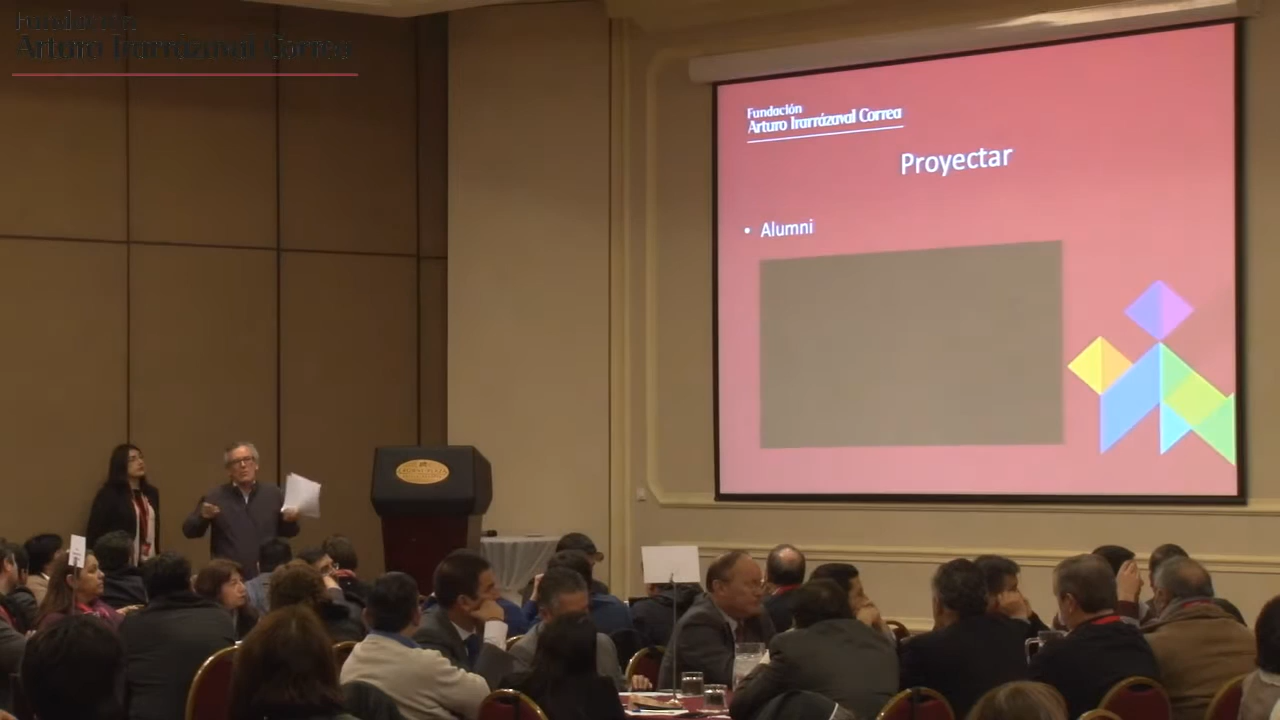 Fundación
Arturo Irarrázaval Correa
Fundación
Arturo Irarrázaval Correa
Proyectar
• Alumni